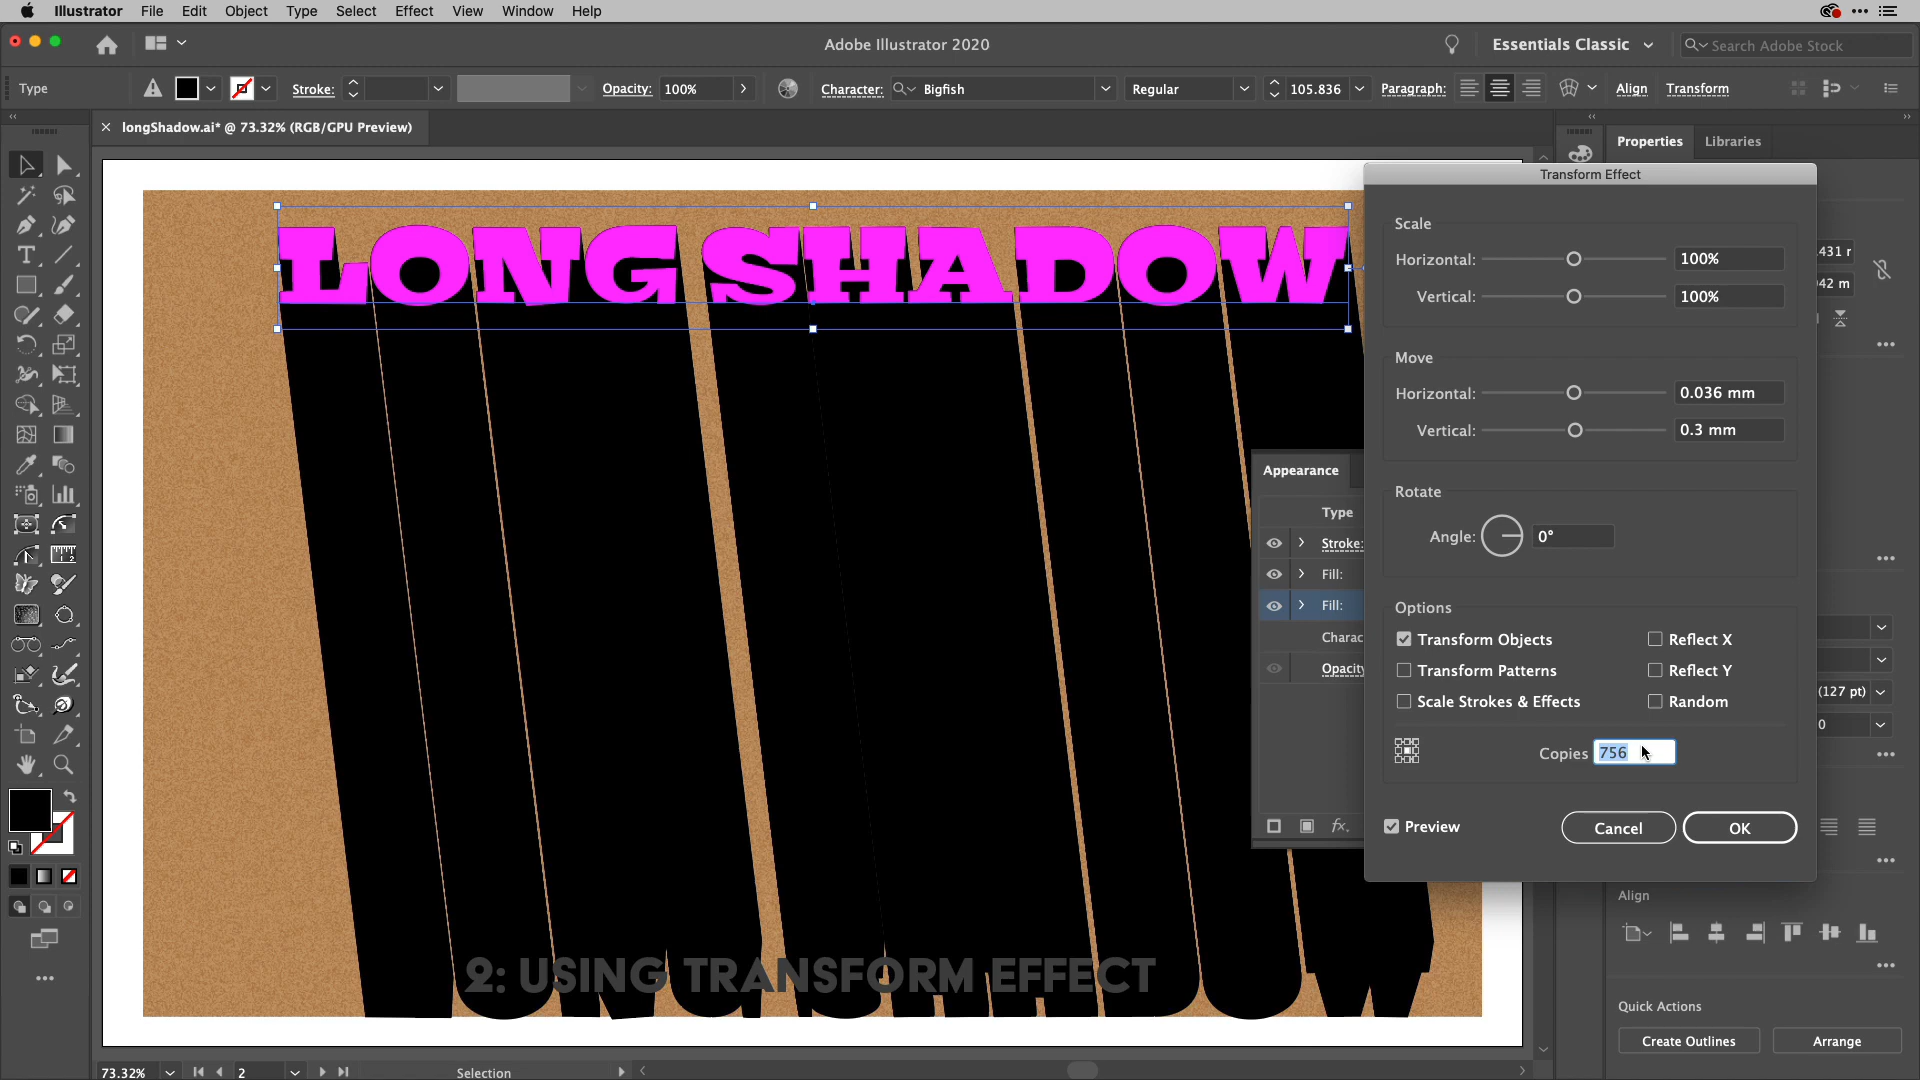 Illustrator File Edit Object Type Select Effect View Window Help
Adobe Illustrator 2020
Essentials Classic
Search Adobe Stock
Type
Stroke:
Opacity: 100%
Character: Bigfish
Regular
105.836
Paragraph:
Align
Transform
longShadow.ai* @ 73.32% (RGB/GPU Preview)
Properties
Libraries
LONG SHADOW
2: USING TRANSFORM EFFECT
Transform Effect
Scale
Horizontal: 100%
Vertical: 100%
Move
Horizontal: 0.036 mm
Vertical: 0.3 mm
Rotate
Angle: 0°
Options
Transform Objects
Reflect X
Transform Patterns
Reflect Y
Scale Strokes & Effects
Random
Copies 756
Preview
Cancel
OK
Appearance
Type
Stroke:
Fill:
Fill:
Charac
Opacity
fx.
431 r
042 m
(127 pt)
0
Align
Quick Actions
Create Outlines
Arrange
73.32%
2
Selection